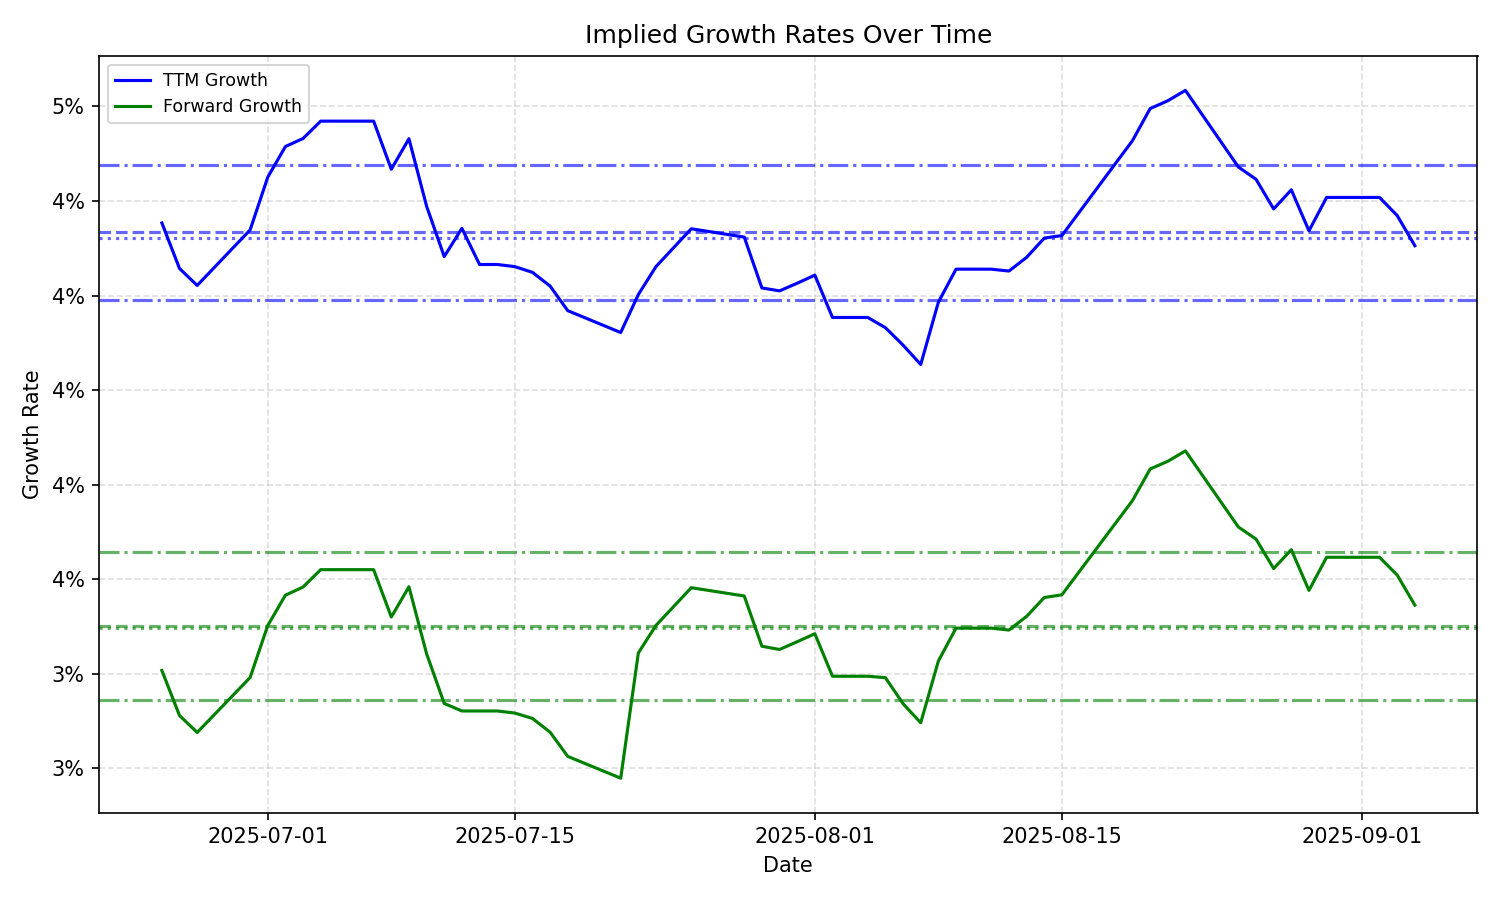 Implied Growth Rates Over Time
TTM Growth
Forward Growth
5%
4%
4%
4%
4%
4%
3%
3%
Growth Rate
2025-07-01
2025-07-15
2025-08-01
2025-08-15
2025-09-01
Date